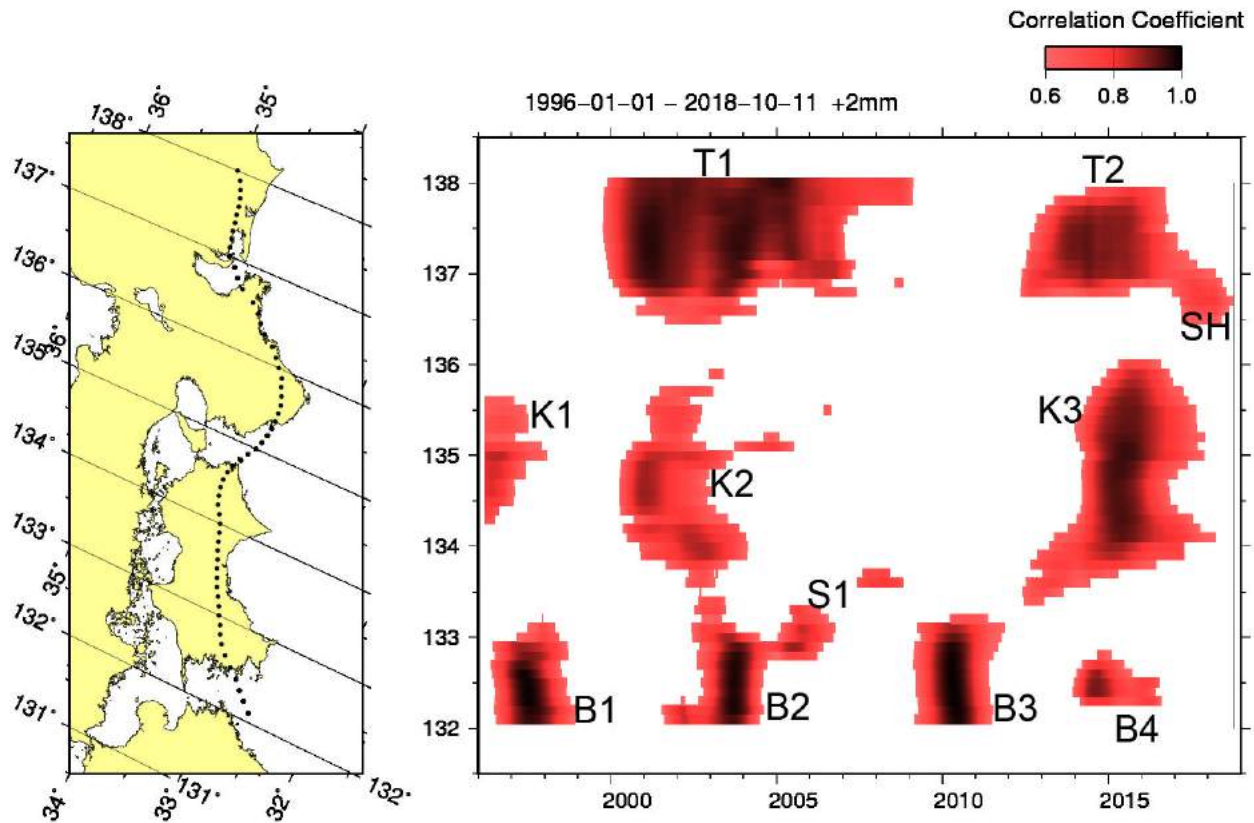 Correlation Coefficient
0.6 0.8 1.0
1996-01-01 - 2018-10-11 +2mm
36° 35°
138°
137°
136°
135°
134°
133°
132°
131°
36°
35°
34° 33° 131° 32° 132°
138
137
136
135
134
133
132
T1 T2
SH
K1 K3
K2
S1
B1 B2 B3 B4
2000 2005 2010 2015